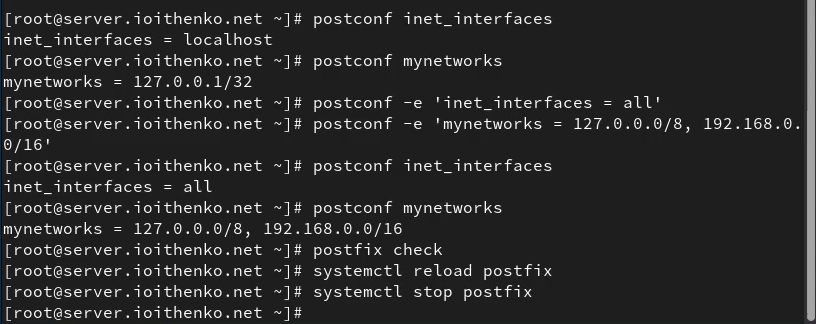 [root@server.ioithenko.net ~]# postconf inet_interfaces
inet_interfaces = localhost
[root@server.ioithenko.net ~]# postconf mynetworks
mynetworks = 127.0.0.1/32
[root@server.ioithenko.net ~]# postconf -e 'inet_interfaces = all'
[root@server.ioithenko.net ~]# postconf -e 'mynetworks = 127.0.0.0/8, 192.168.0.
0/16'
[root@server.ioithenko.net ~]# postconf inet_interfaces
inet_interfaces = all
[root@server.ioithenko.net ~]# postconf mynetworks
mynetworks = 127.0.0.0/8, 192.168.0.0/16
[root@server.ioithenko.net ~]# postfix check
[root@server.ioithenko.net ~]# systemctl reload postfix
[root@server.ioithenko.net ~]# systemctl stop postfix
[root@server.ioithenko.net ~]#